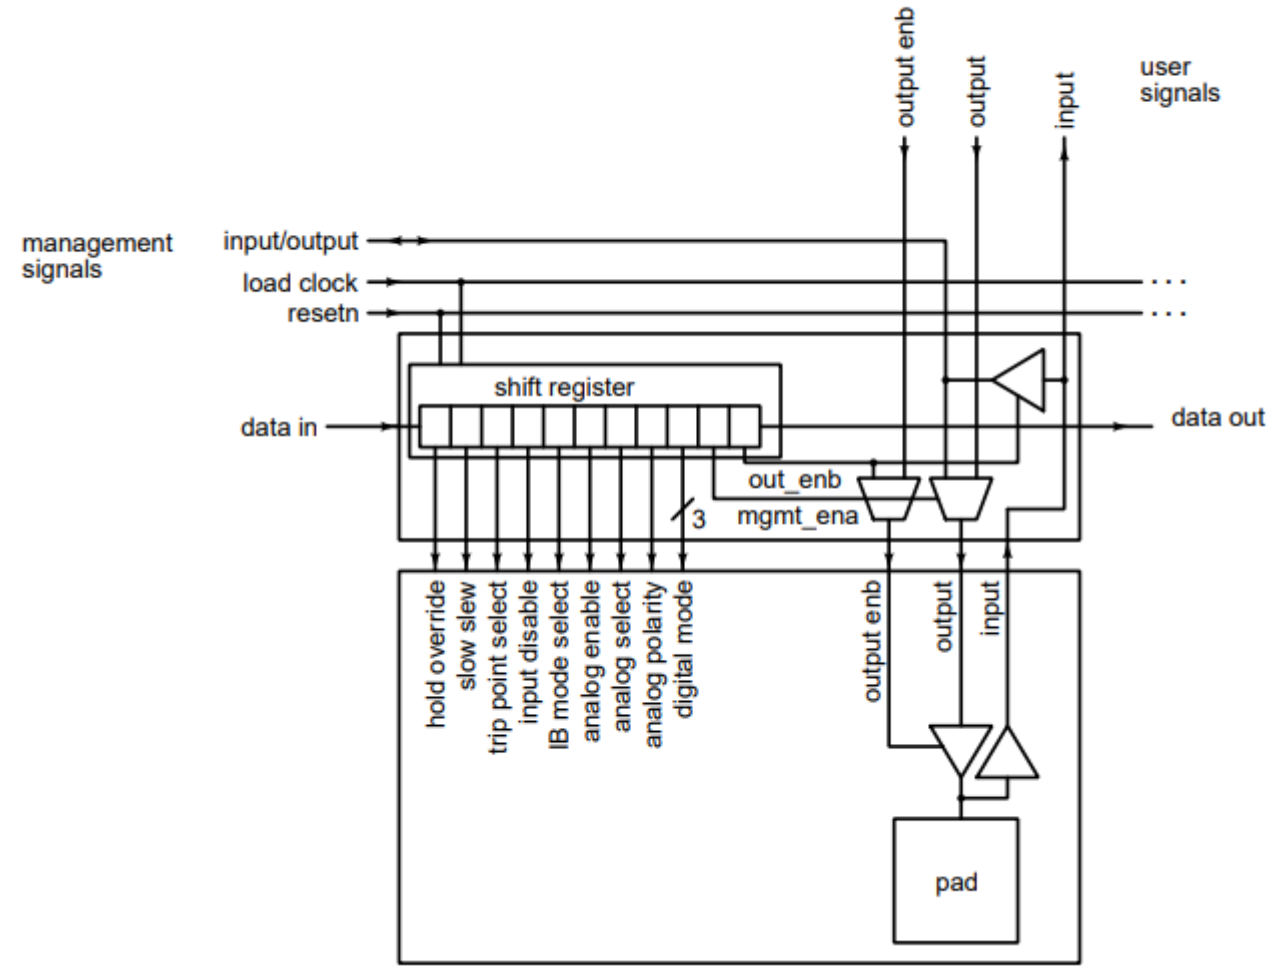 output enb
output
input
user
signals
management
signals
input/output
load clock
resetn
. . .
. . .
shift register
data in
data out
out_enb
mgmt_ena
3
hold override
slow slew
trip point select
input disable
IB mode select
analog enable
analog select
analog polarity
digital mode
output enb
output
input
pad